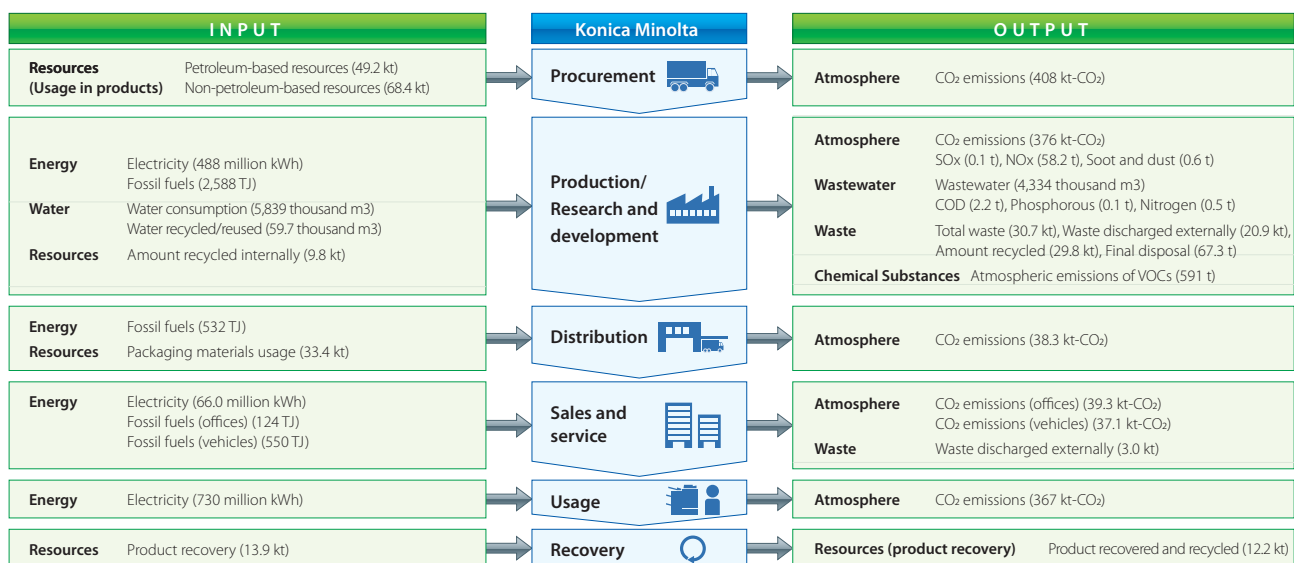 INPUT
Konica Minolta
OUTPUT
Resources Petroleum-based resources (49.2 kt)
(Usage in products) Non-petroleum-based resources (68.4 kt)
Procurement
Atmosphere CO₂ emissions (408 kt-CO₂)
Energy Electricity (488 million kWh)
Fossil fuels (2,588 TJ)
Water Water consumption (5,839 thousand m3)
Water recycled/reused (59.7 thousand m3)
Resources Amount recycled internally (9.8 kt)
Production/
Research and
development
Atmosphere CO₂ emissions (376 kt-CO₂)
SOx (0.1 t), NOx (58.2 t), Soot and dust (0.6 t)
Wastewater Wastewater (4,334 thousand m3)
COD (2.2 t), Phosphorous (0.1 t), Nitrogen (0.5 t)
Waste Total waste (30.7 kt), Waste discharged externally (20.9 kt),
Amount recycled (29.8 kt), Final disposal (67.3 t)
Chemical Substances Atmospheric emissions of VOCs (591 t)
Energy Fossil fuels (532 TJ)
Resources Packaging materials usage (33.4 kt)
Distribution
Atmosphere CO₂ emissions (38.3 kt-CO₂)
Energy Electricity (66.0 million kWh)
Fossil fuels (offices) (124 TJ)
Fossil fuels (vehicles) (550 TJ)
Sales and
service
Atmosphere CO₂ emissions (offices) (39.3 kt-CO₂)
CO₂ emissions (vehicles) (37.1 kt-CO₂)
Waste Waste discharged externally (3.0 kt)
Energy Electricity (730 million kWh)
Usage
Atmosphere CO₂ emissions (367 kt-CO₂)
Resources Product recovery (13.9 kt)
Recovery
Resources (product recovery) Product recovered and recycled (12.2 kt)